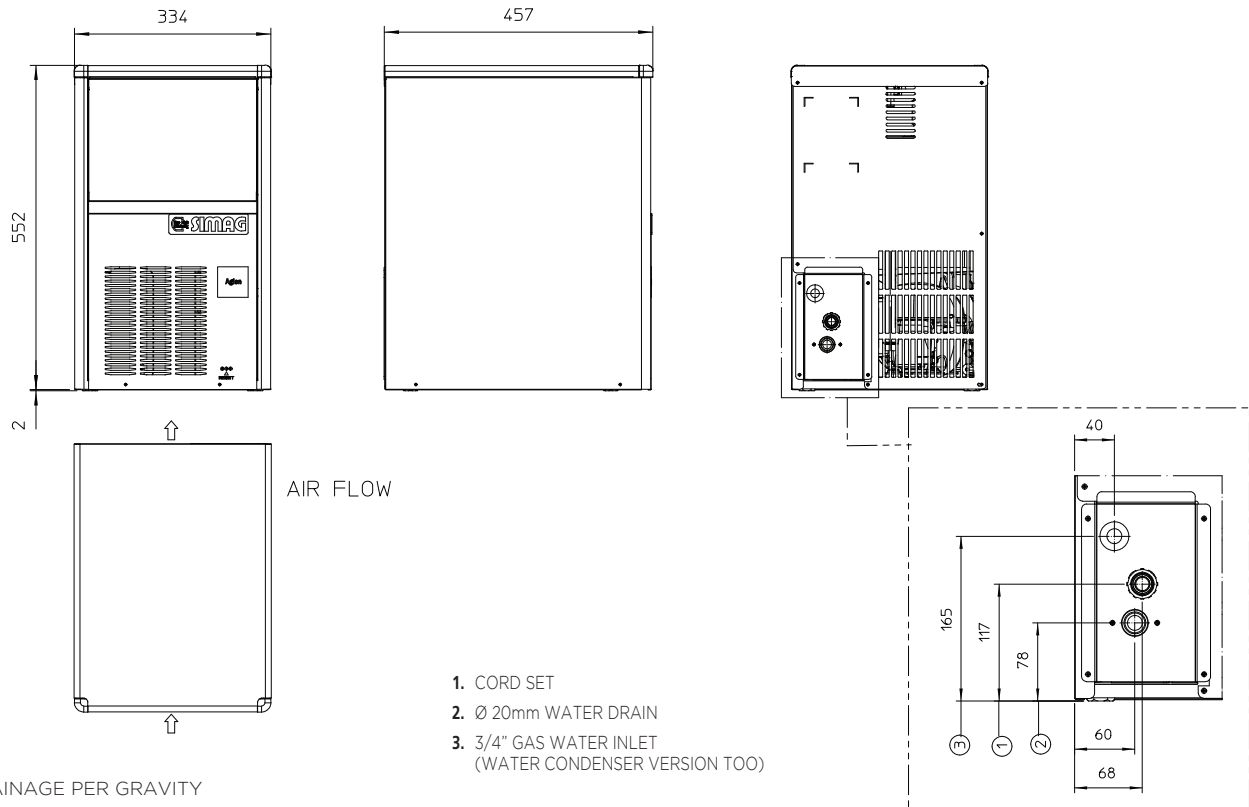 334
457
552
SIMAG
Agion
2
AIR FLOW
40
165
117
78
3
1
2
60
68
1. CORD SET
2. Ø 20mm WATER DRAIN
3. 3/4" GAS WATER INLET
(WATER CONDENSER VERSION TOO)
AINAGE PER GRAVITY